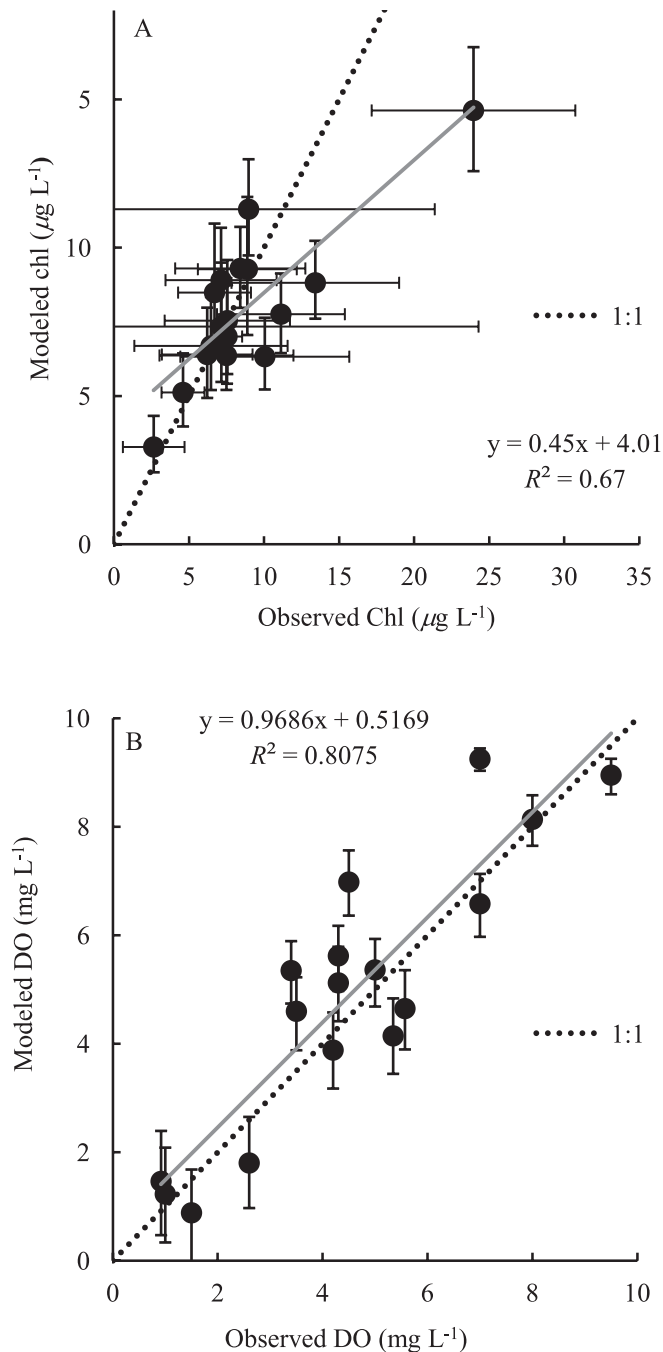 A
5
10
5
0
Modeled chl (µg L⁻¹)
1:1
y = 0.45x + 4.01
R² = 0.67
0 5 10 15 20 25 30 35
Observed Chl (µg L⁻¹)
B
y = 0.9686x + 0.5169
R² = 0.8075
10
8
6
4
2
0
Modeled DO (mg L⁻¹)
1:1
0 2 4 6 8 10
Observed DO (mg L⁻¹)